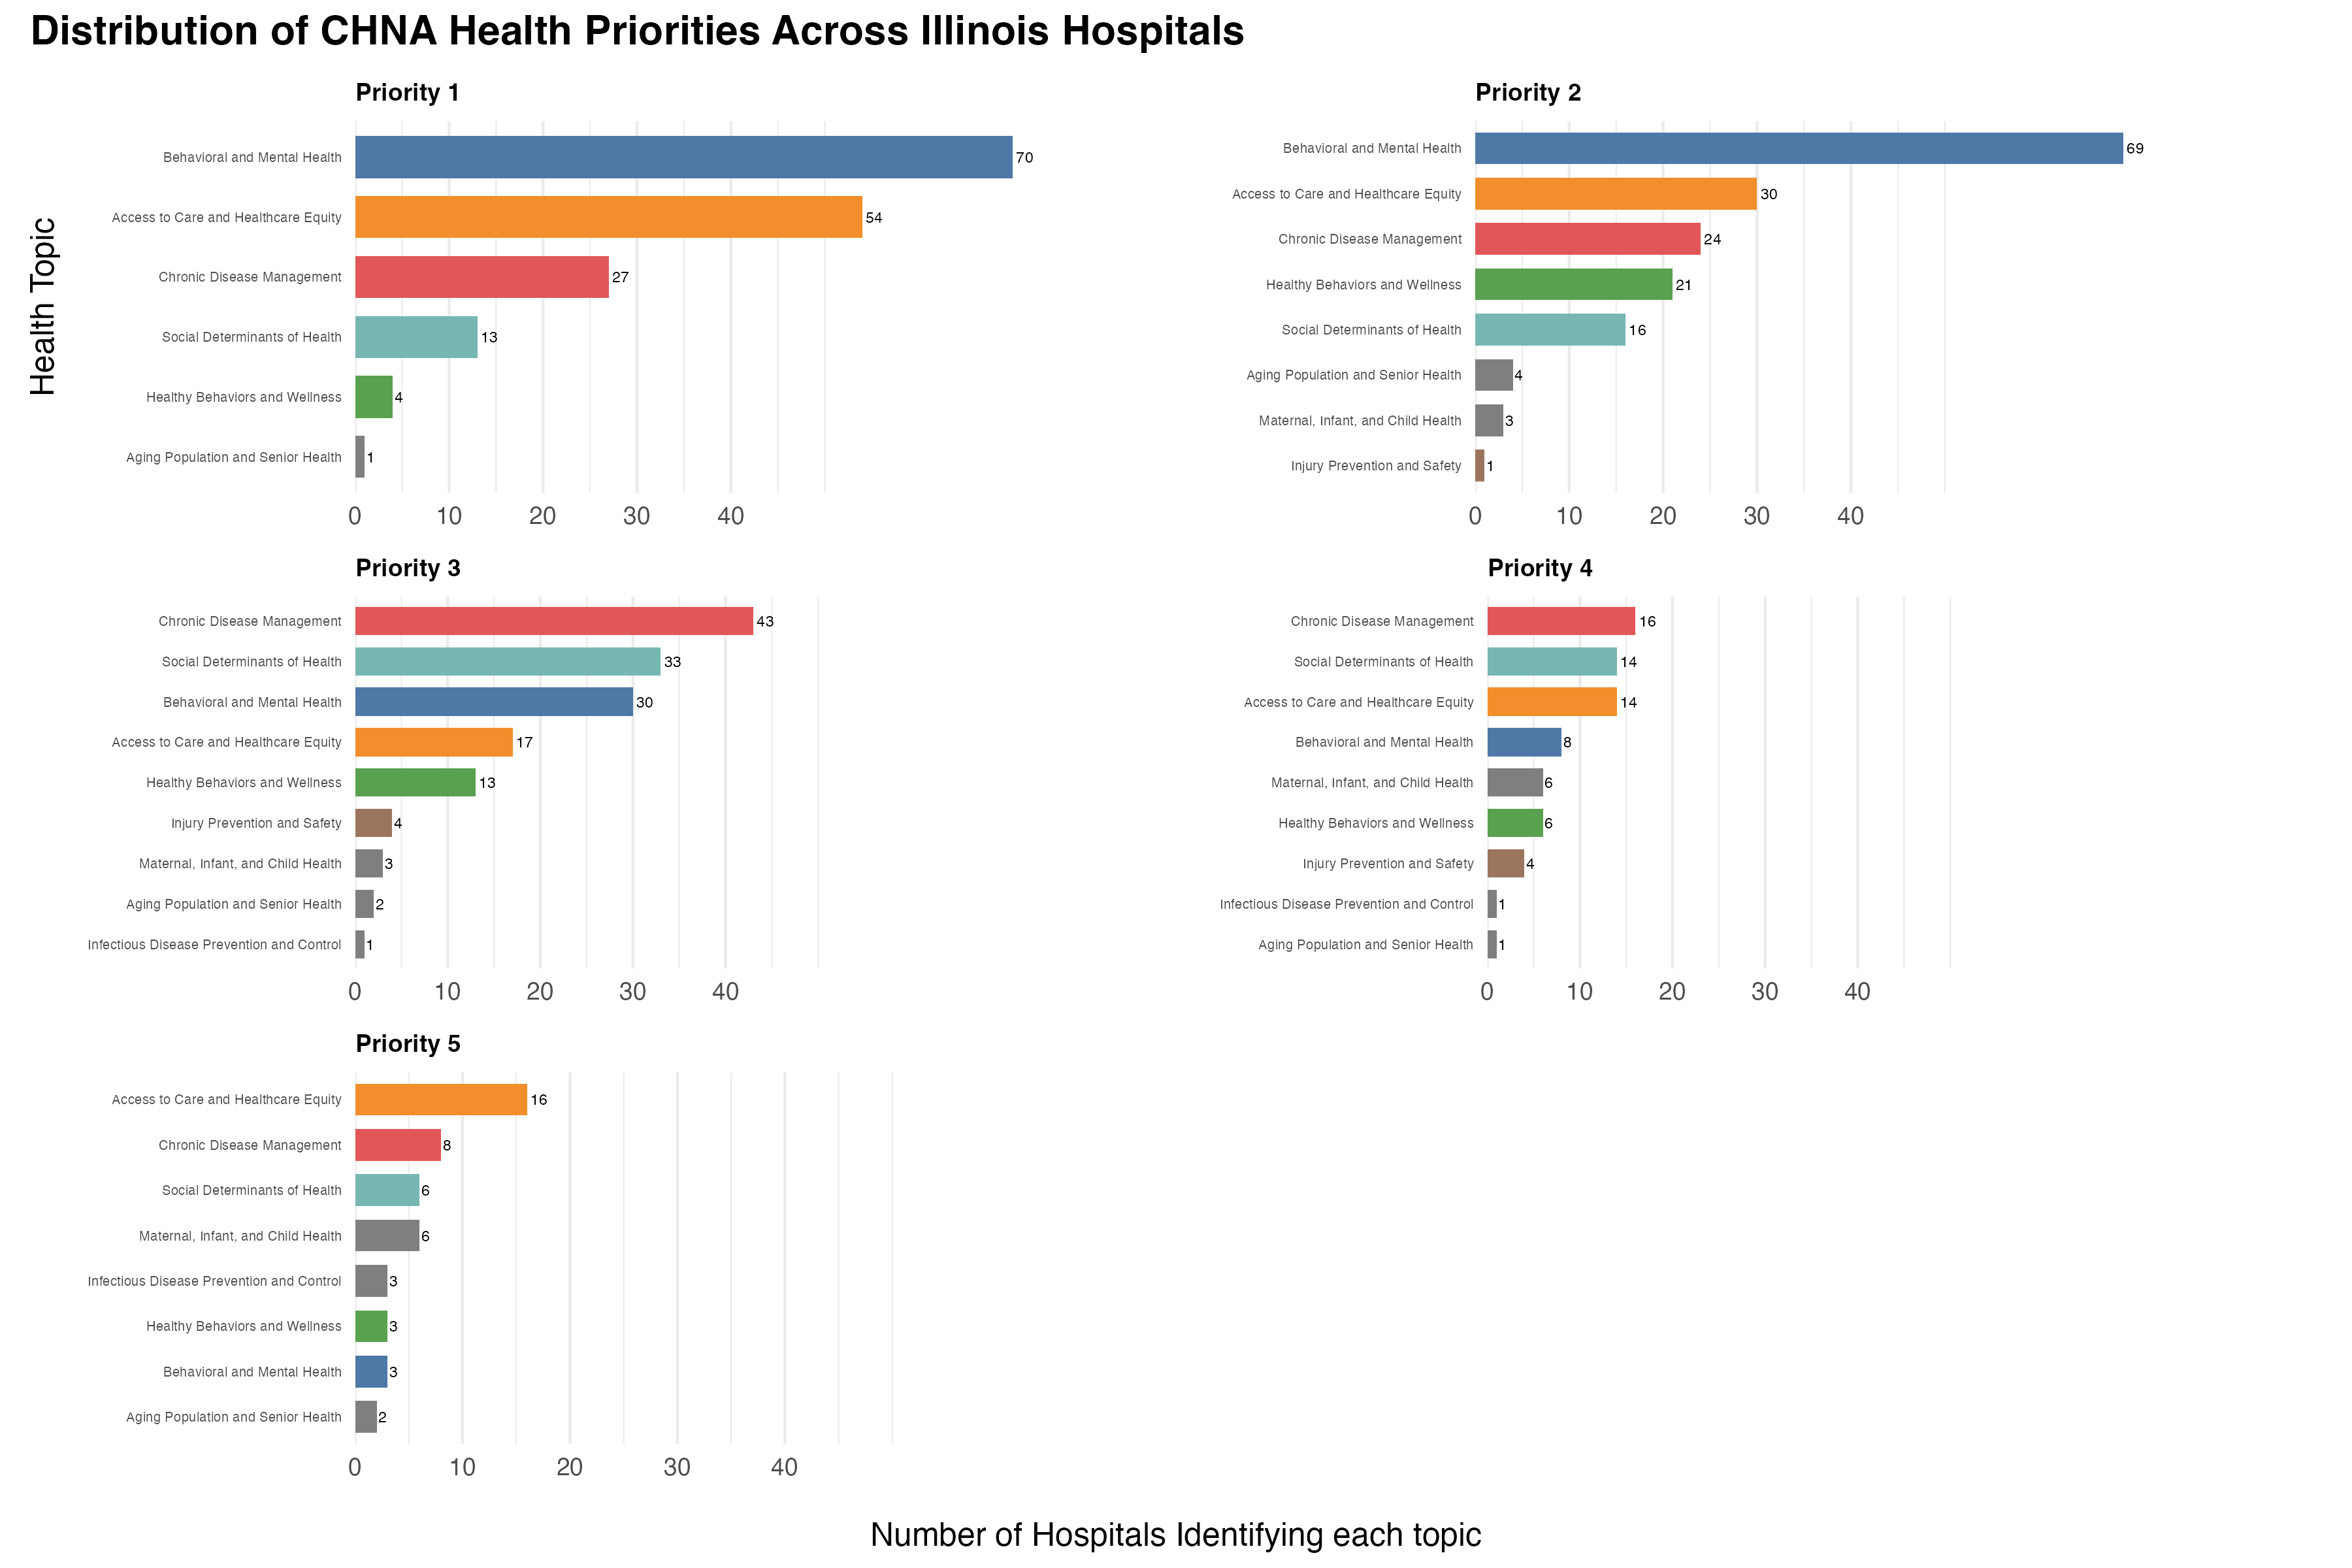 Distribution of CHNA Health Priorities Across Illinois Hospitals
Health Topic
Priority 1
Behavioral and Mental Health 70
Access to Care and Healthcare Equity 54
Chronic Disease Management 27
Social Determinants of Health 13
Healthy Behaviors and Wellness 4
Aging Population and Senior Health 1
0 10 20 30 40
Priority 2
Behavioral and Mental Health 69
Access to Care and Healthcare Equity 30
Chronic Disease Management 24
Healthy Behaviors and Wellness 21
Social Determinants of Health 16
Aging Population and Senior Health 4
Maternal, Infant, and Child Health 3
Injury Prevention and Safety 1
0 10 20 30 40
Priority 3
Chronic Disease Management 43
Social Determinants of Health 33
Behavioral and Mental Health 30
Access to Care and Healthcare Equity 17
Healthy Behaviors and Wellness 13
Injury Prevention and Safety 4
Maternal, Infant, and Child Health 3
Aging Population and Senior Health 2
Infectious Disease Prevention and Control 1
0 10 20 30 40
Priority 4
Chronic Disease Management 16
Social Determinants of Health 14
Access to Care and Healthcare Equity 14
Behavioral and Mental Health 8
Maternal, Infant, and Child Health 6
Healthy Behaviors and Wellness 6
Injury Prevention and Safety 4
Infectious Disease Prevention and Control 1
Aging Population and Senior Health 1
0 10 20 30 40
Priority 5
Access to Care and Healthcare Equity 16
Chronic Disease Management 8
Social Determinants of Health 6
Maternal, Infant, and Child Health 6
Infectious Disease Prevention and Control 3
Healthy Behaviors and Wellness 3
Behavioral and Mental Health 3
Aging Population and Senior Health 2
0 10 20 30 40
Number of Hospitals Identifying each topic